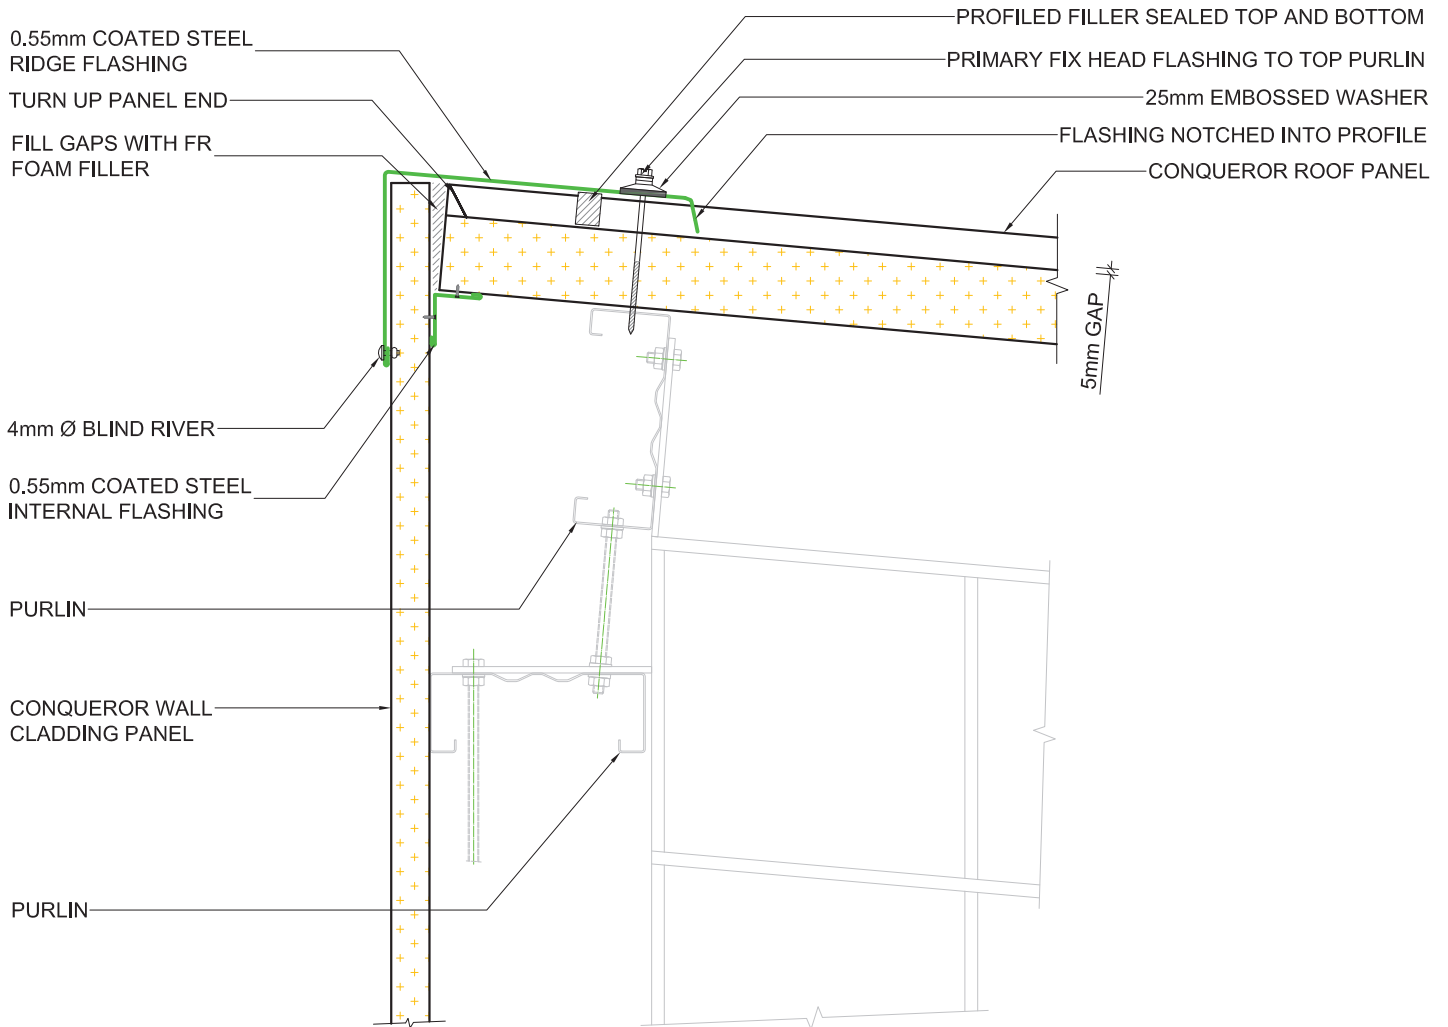 0.55mm COATED STEEL
RIDGE FLASHING
TURN UP PANEL END
FILL GAPS WITH FR
FOAM FILLER
4mm Ø BLIND RIVER
0.55mm COATED STEEL
INTERNAL FLASHING
PURLIN
CONQUEROR WALL
CLADDING PANEL
PURLIN
PROFILED FILLER SEALED TOP AND BOTTOM
PRIMARY FIX HEAD FLASHING TO TOP PURLIN
25mm EMBOSSED WASHER
FLASHING NOTCHED INTO PROFILE
CONQUEROR ROOF PANEL
5mm GAP